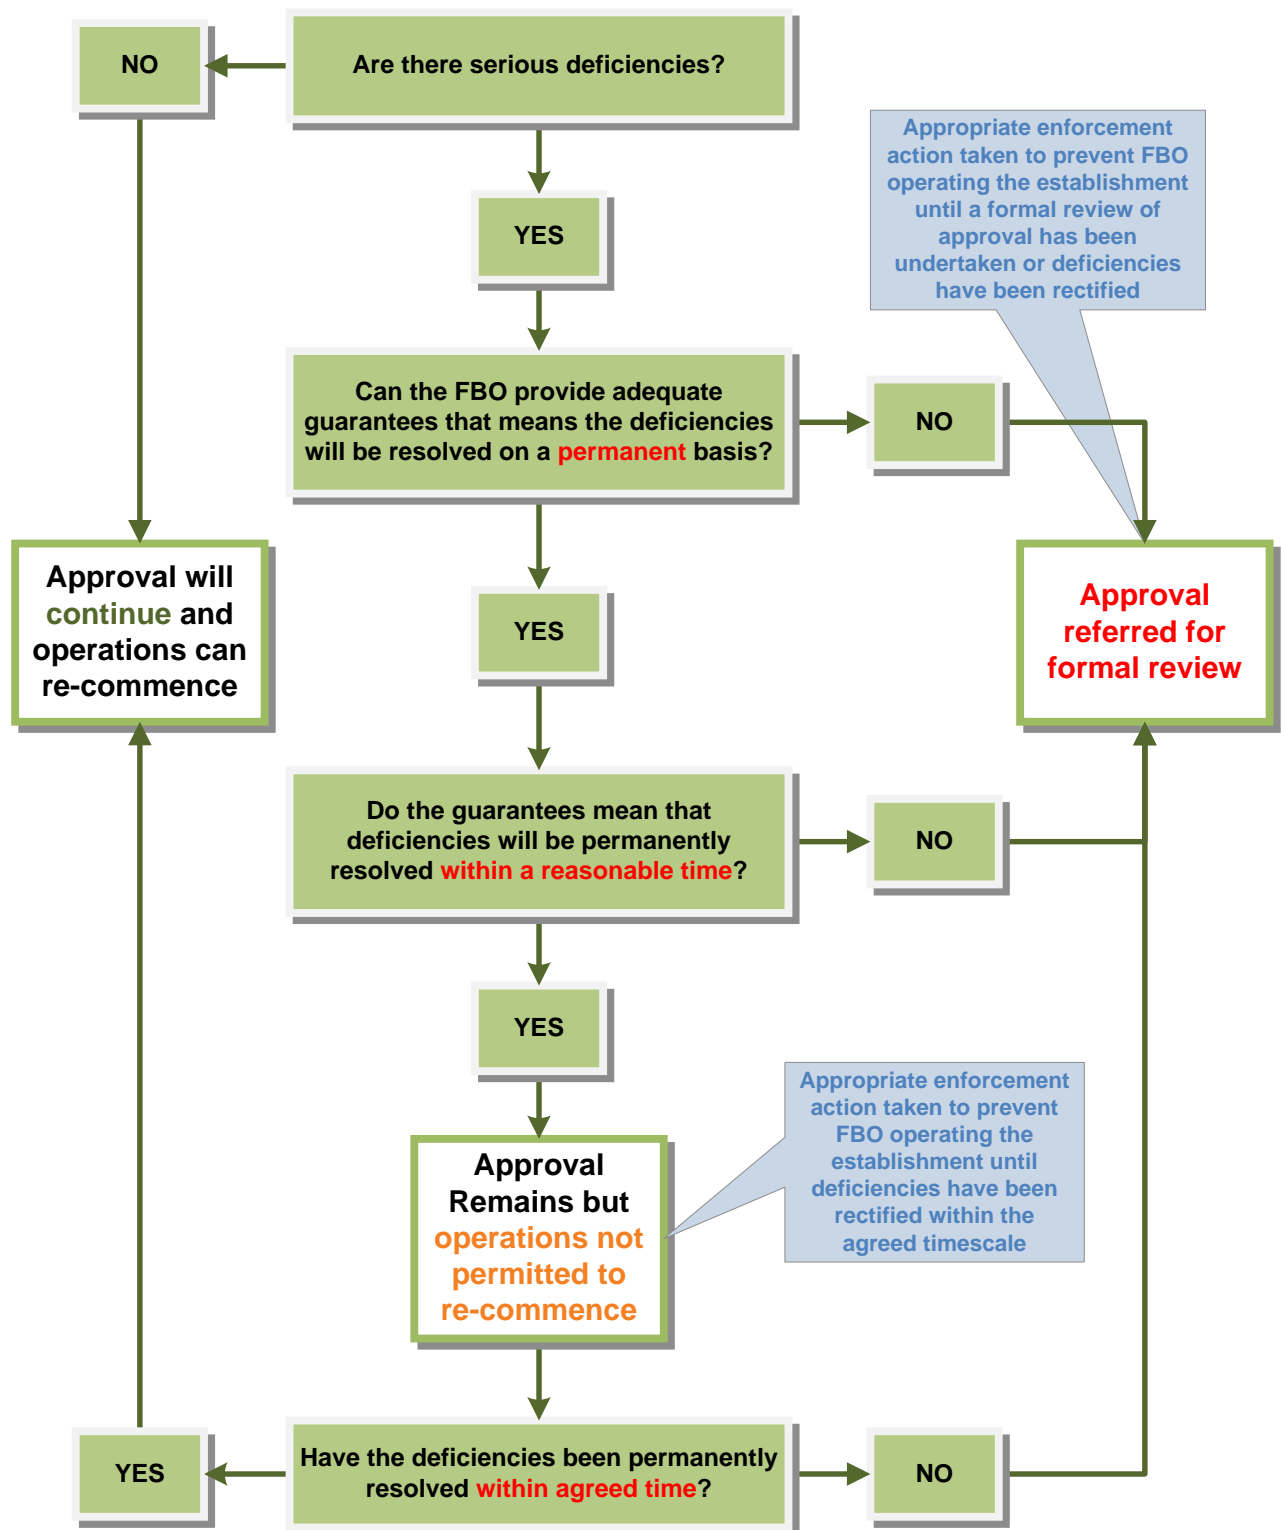 NO
Are there serious deficiencies?
Appropriate enforcement
action taken to prevent FBO
operating the establishment
until a formal review of
approval has been
undertaken or deficiencies
have been rectified
YES
Can the FBO provide adequate
guarantees that means the deficiencies
will be resolved on a permanent basis?
NO
Approval will
continue and
operations can
re-commence
YES
Approval
referred for
formal review
Do the guarantees mean that
deficiencies will be permanently
resolved within a reasonable time?
NO
YES
Appropriate enforcement
action taken to prevent
FBO operating the
establishment until
deficiencies have been
rectified within the
agreed timescale
Approval
Remains but
operations not
permitted to
re-commence
YES
Have the deficiencies been permanently
resolved within agreed time?
NO